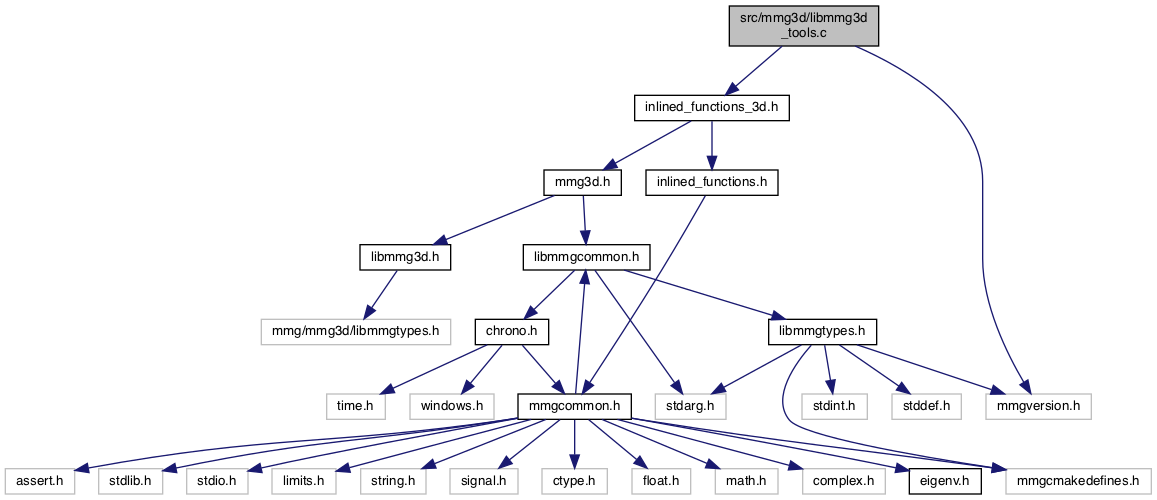 src/mmg3d/libmmg3d
_tools.c
inlined_functions_3d.h
mmg3d.h
inlined_functions.h
libmmg3d.h
libmmgcommon.h
mmg/mmg3d/libmmgtypes.h
chrono.h
libmmgtypes.h
time.h
windows.h
mmgcommon.h
stdarg.h
stdint.h
stddef.h
mmgversion.h
assert.h
stdlib.h
stdio.h
limits.h
string.h
signal.h
ctype.h
float.h
math.h
complex.h
eigenv.h
mmgcmakedefines.h